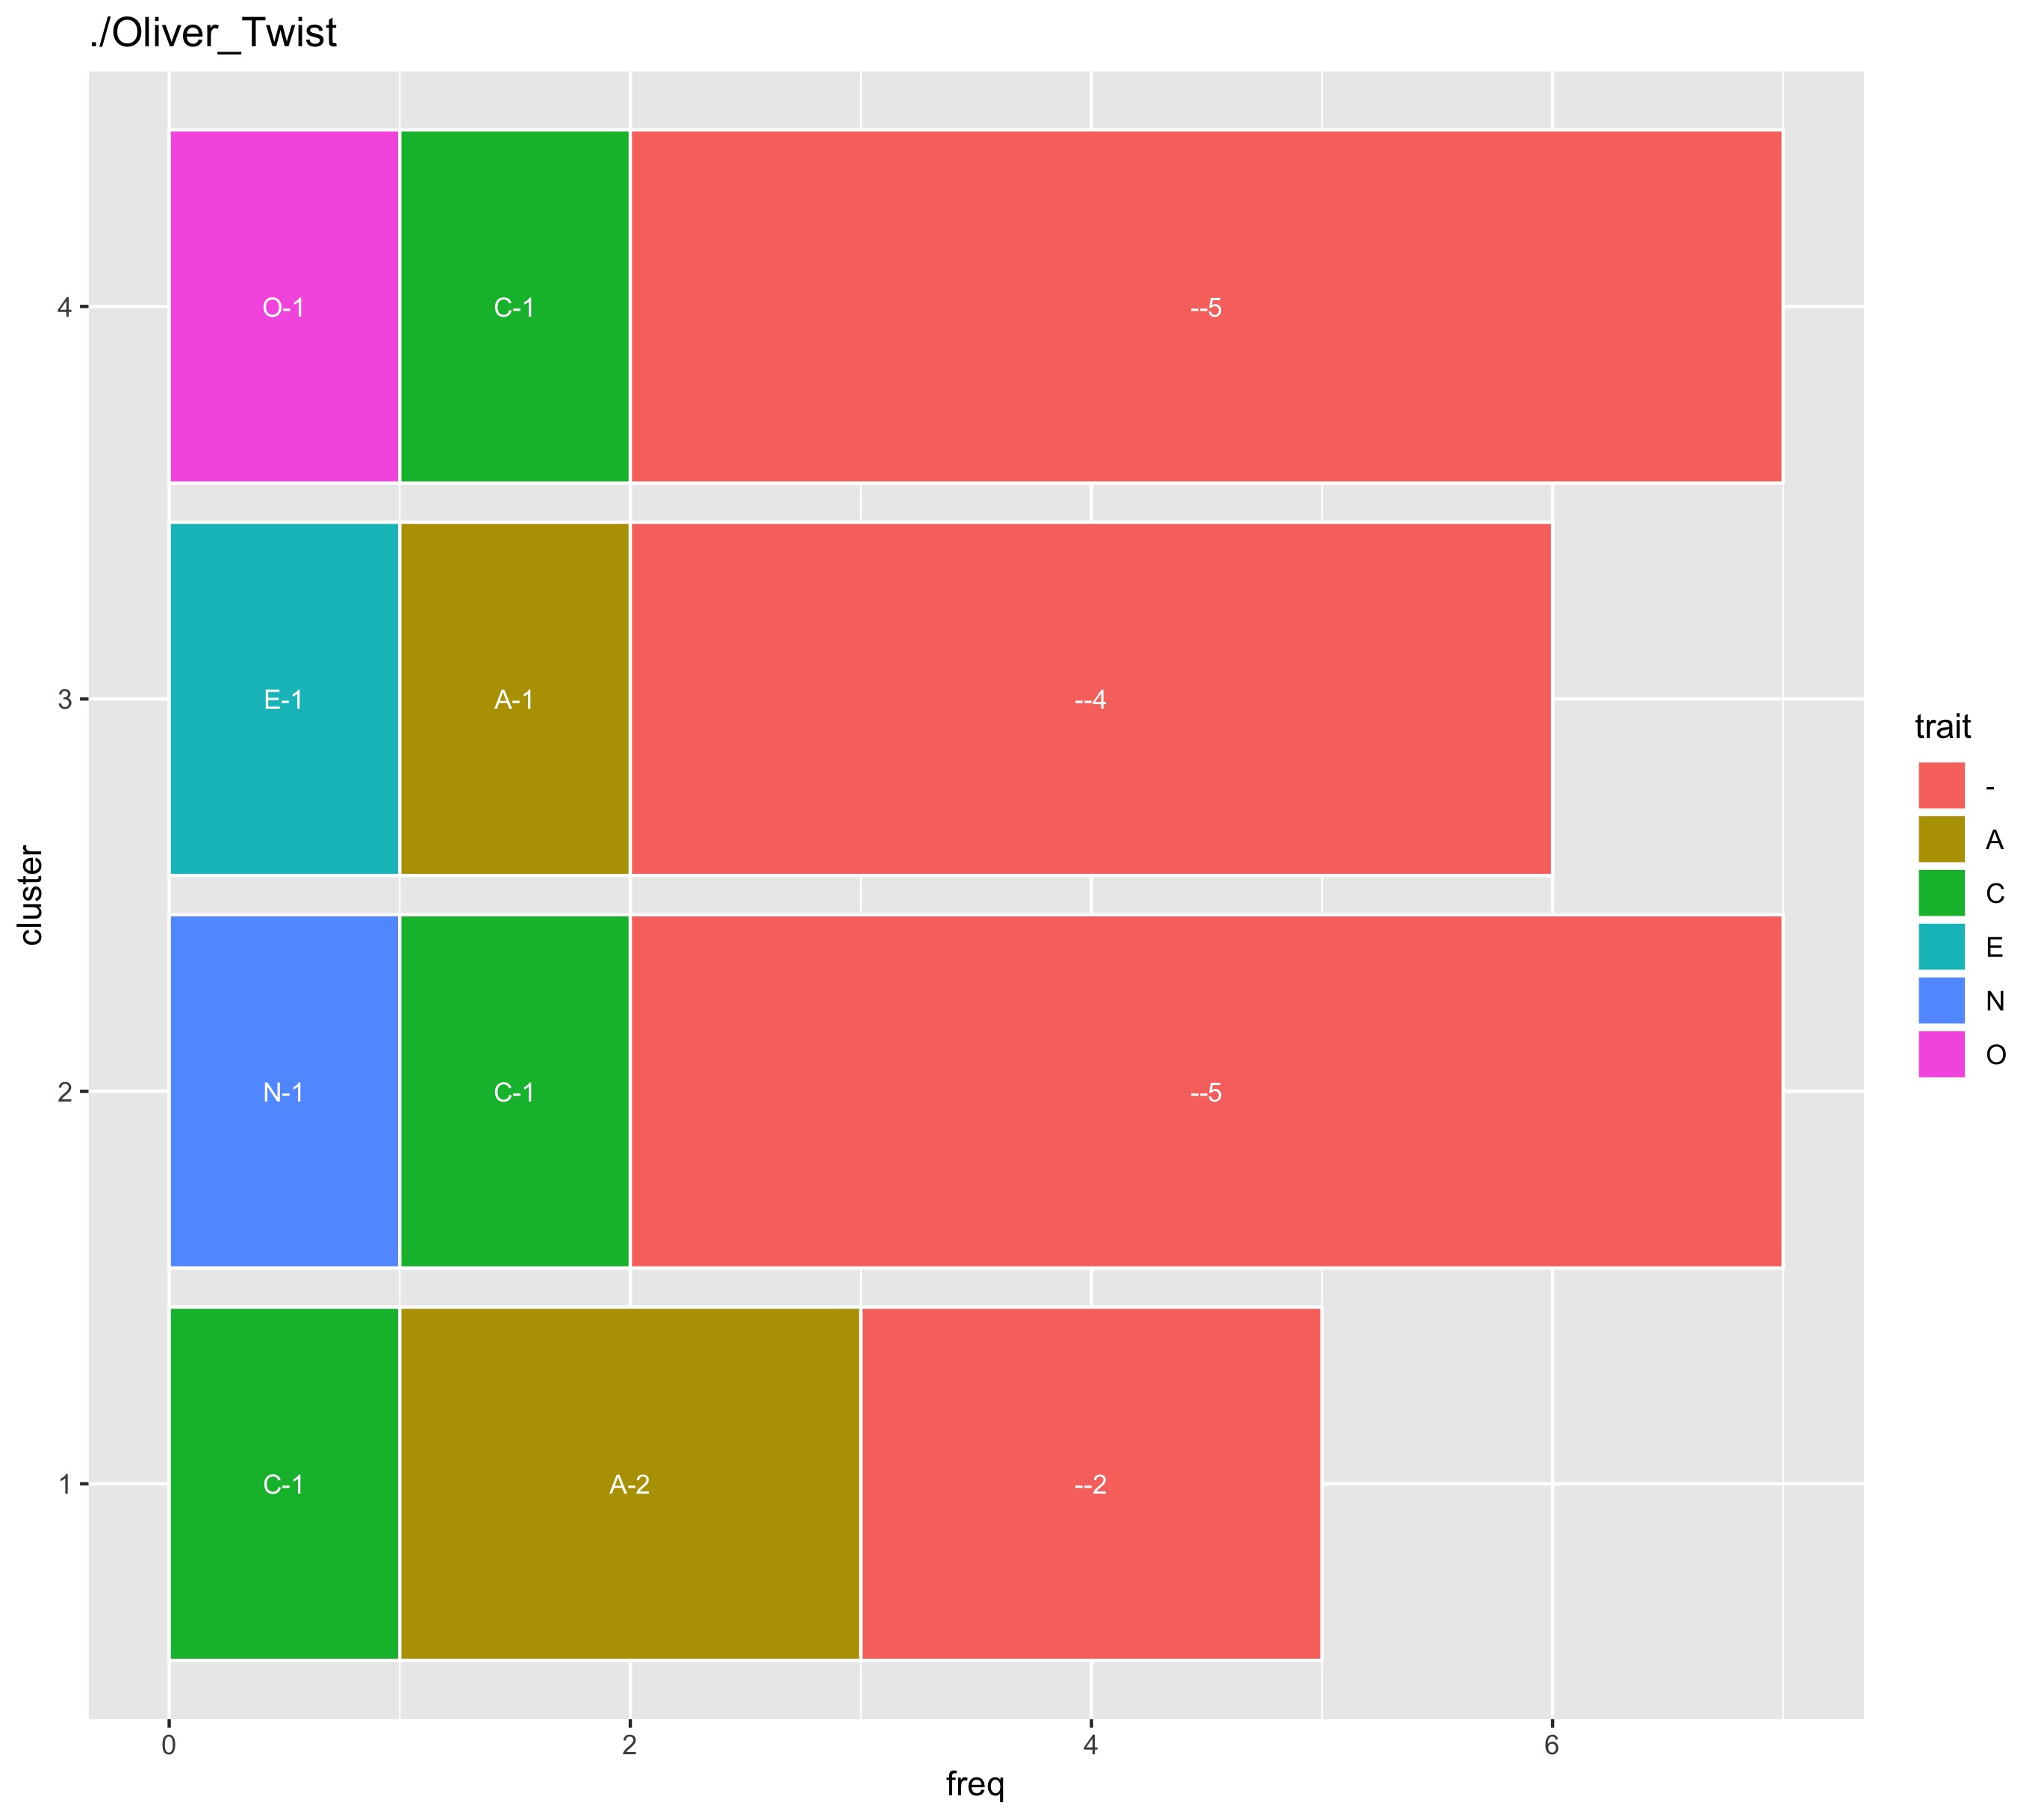 ./Oliver_Twist
4
O-1 C-1 --5
3
E-1 A-1 --4
cluster
2
N-1 C-1 --5
1
C-1 A-2 --2
0 2 4 6
freq
trait
-
A
C
E
N
O